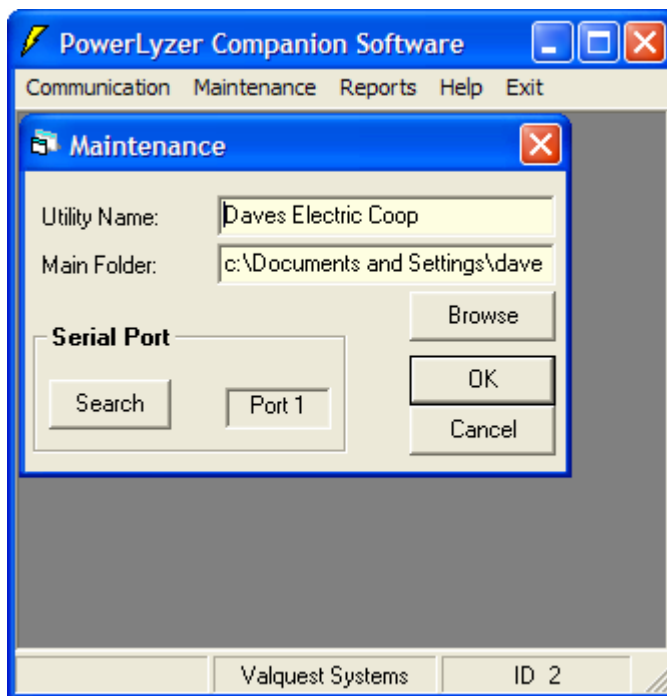 PowerLyzer Companion Software
Communication Maintenance Reports Help Exit
Maintenance
Utility Name: Daves Electric Coop
Main Folder: c:\Documents and Settings\dave
Browse
Serial Port
OK
Search Port 1
Cancel
Valquest Systems ID 2